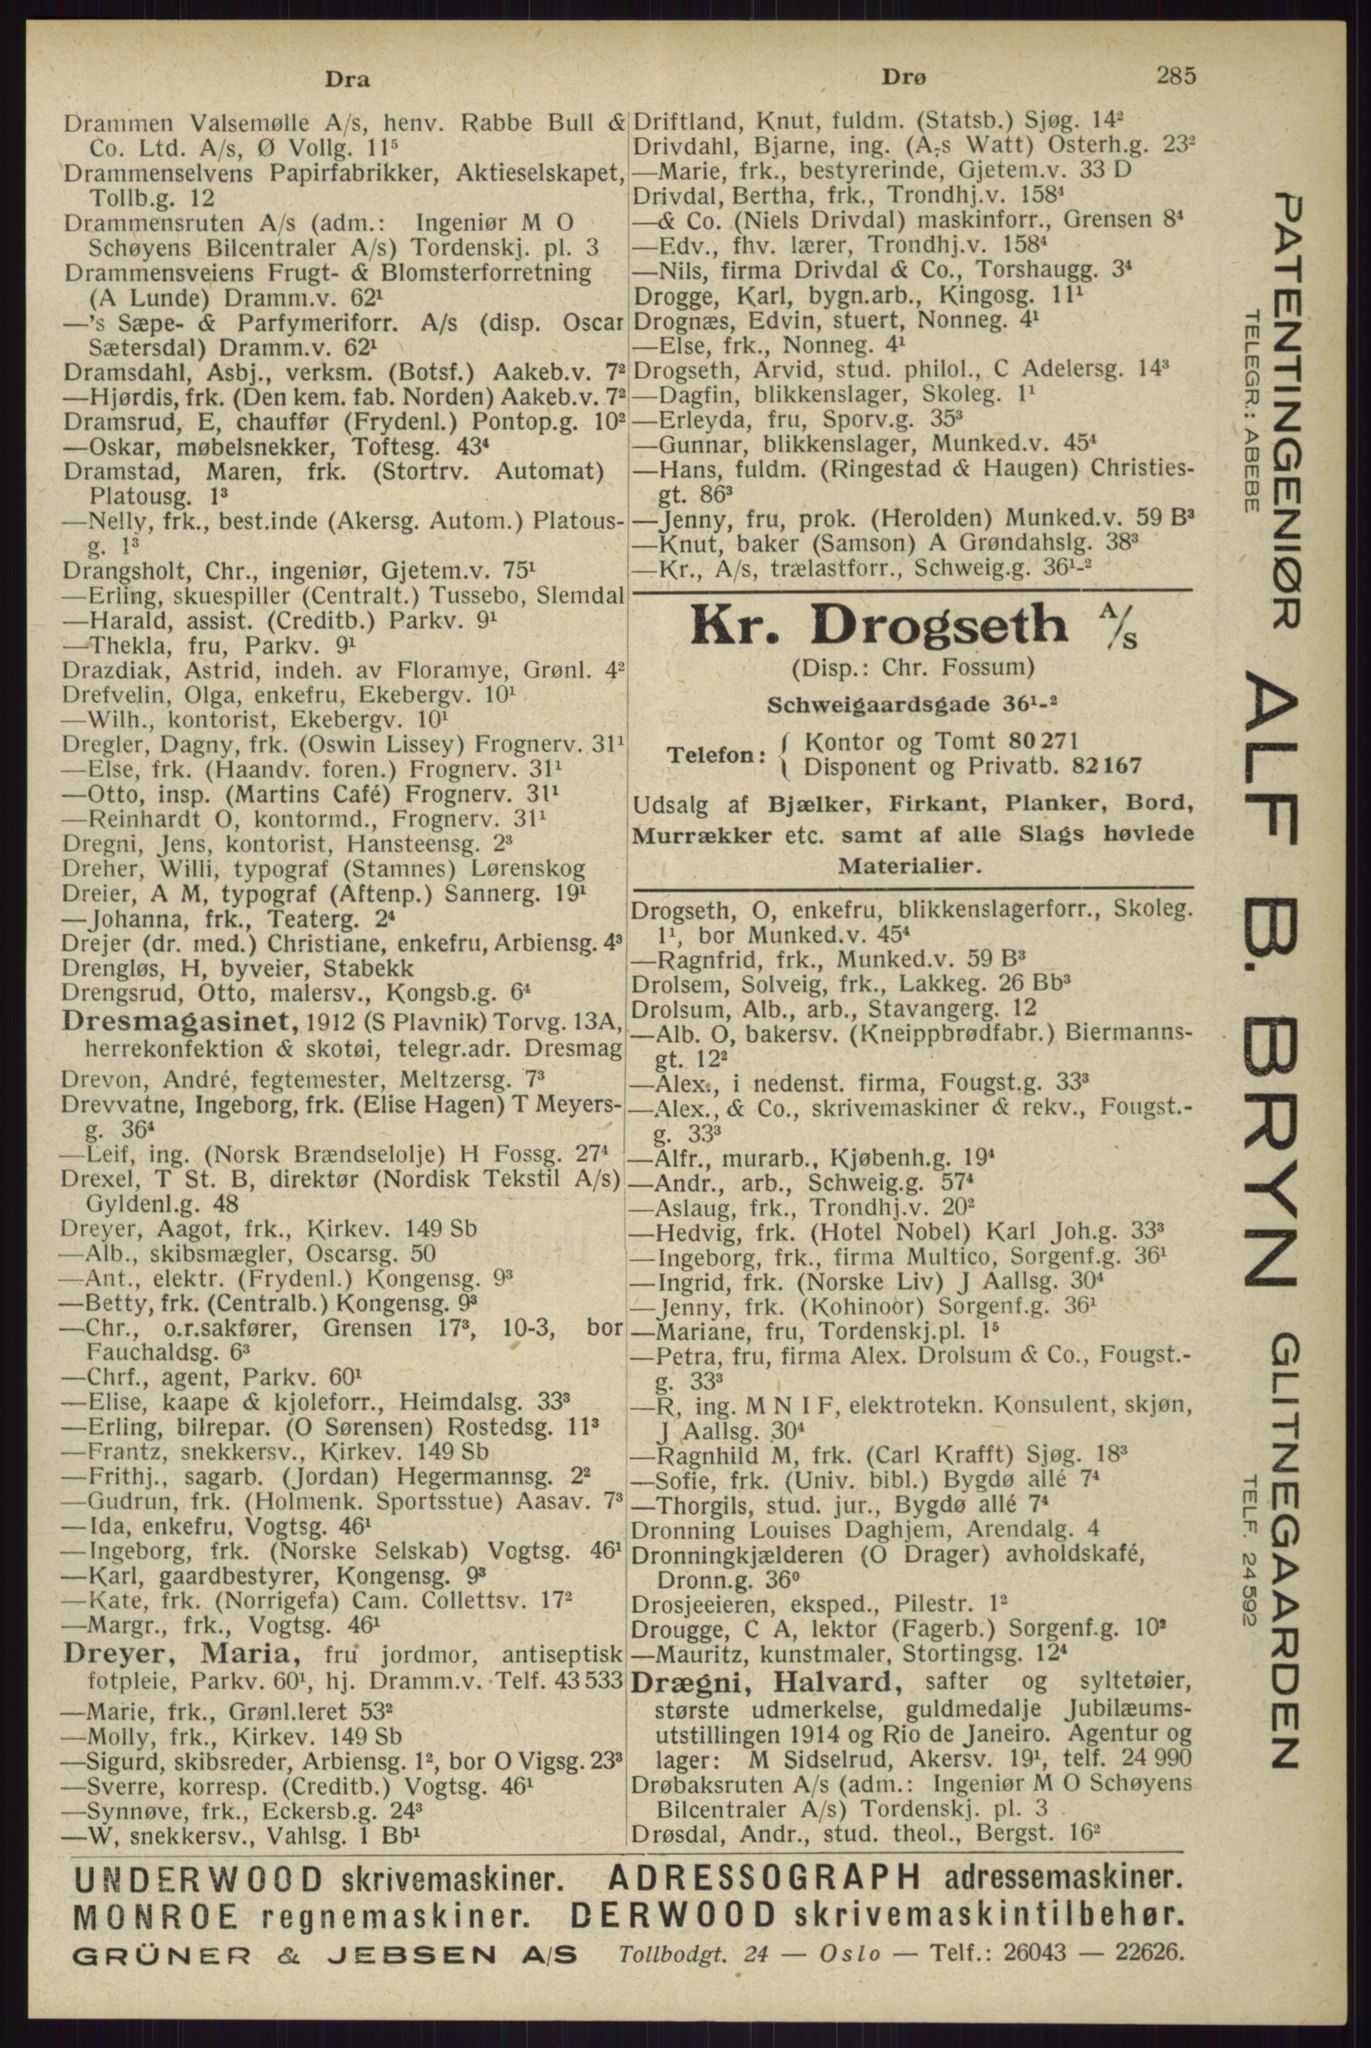 Dra
Drø
285
Drammen Valsemølle A/s, henv. Rabbe Bull &
Co. Ltd. A/s, Ø Vollg. 11⁵
Drammenselvens Papirfabrikker, Aktieselskapet,
Tollb.g. 12
Drammensruten A/s (adm.: Ingeniør M O
Schøyens Bilcentraler A/s) Tordenskj. pl. 3
Drammensveiens Frugt- & Blomsterforretning
(A Lunde) Dramm.v. 62¹
—'s Sæpe- & Parfymeriforr. A/s (disp. Oscar
Sætersdal) Dramm.v. 62¹
Dramsdahl, Asbj., verksm. (Botsf.) Aakeb.v. 7²
—Hjørdis, frk. (Den kem. fab. Norden) Aakeb.v. 7²
Dramsrud, E, chauffør (Frydenl.) Pontop.g. 10²
—Oskar, møbelsnekker, Toftesg. 43⁴
Dramstad, Maren, frk. (Stortrv. Automat)
Platousg. 1³
—Nelly, frk., best.inde (Akersg. Autom.) Platous-
g. 1³
Drangsholt, Chr., ingeniør, Gjetem.v. 75¹
—Erling, skuespiller (Centralt.) Tussebo, Slemdal
—Harald, assist. (Creditb.) Parkv. 9¹
—Thekla, fru, Parkv. 9¹
Drazdiak, Astrid, indeh. av Floramye, Grønl. 4²
Drefvelin, Olga, enkefru, Ekebergv. 10¹
—Wilh., kontorist, Ekebergv. 10¹
Dregler, Dagny, frk. (Oswin Lissey) Frognerv. 31¹
—Else, frk. (Haandv. foren.) Frognerv. 31¹
—Otto, insp. (Martins Café) Frognerv. 31¹
—Reinhardt O, kontormd., Frognerv. 31¹
Dregni, Jens, kontorist, Hansteensg. 2³
Dreher, Willi, typograf (Stamnes) Lørenskog
Dreier, A M, typograf (Aftenp.) Sannerg. 19¹
—Johanna, frk., Teaterg. 2⁴
Drejer (dr. med.) Christiane, enkefru, Arbiensg. 4³
Drengløs, H, byveier, Stabekk
Drengsrud, Otto, malersv., Kongsb.g. 6⁴
Dresmagasinet, 1912 (S Plavnik) Torvg. 13A,
herrekonfektion & skotøi, telegr.adr. Dresmag
Drevon, André, fegtemester, Meltzersg. 7³
Drevvatne, Ingeborg, frk. (Elise Hagen) T Meyers-
g. 36⁴
—Leif, ing. (Norsk Brændselolje) H Fossg. 27⁴
Drexel, T St. B, direktør (Nordisk Tekstil A/s)
Gyldenl.g. 48
Dreyer, Aagot, frk., Kirkev. 149 Sb
—Alb., skibsmægler, Oscarsg. 50
—Ant., elektr. (Frydenl.) Kongensg. 9³
—Betty, frk. (Centralb.) Kongensg. 9³
—Chr., o.r.sakfører, Grensen 17³, 10-3, bor
Fauchaldsg. 6³
—Chrf., agent, Parkv. 60¹
—Elise, kaape & kjoleforr., Heimdalsg. 33³
—Erling, bilrepar. (O Sørensen) Rostedsg. 11³
—Frantz, snekkersv., Kirkev. 149 Sb
—Frithj., sagarb. (Jordan) Hegermannsg. 2²
—Gudrun, frk. (Holmenk. Sportsstue) Aasav. 7³
—Ida, enkefru, Vogtsg. 46¹
—Ingeborg, frk. (Norske Selskab) Vogtsg. 46¹
—Karl, gaardbestyrer, Kongensg. 9³
—Kate, frk. (Norrigefa) Cam. Collettsv. 17²
—Margr., frk., Vogtsg. 46¹
Dreyer, Maria, fru jordmor, antiseptisk
fotpleie, Parkv. 60¹, hj. Dramm.v. Telf. 43 533
—Marie, frk., Grønl.leret 53²
—Molly, frk., Kirkev. 149 Sb
—Sigurd, skibsreder, Arbiensg. 1², bor O Vigsg. 23³
—Sverre, korresp. (Creditb.) Vogtsg. 46¹
—Synnøve, frk., Eckersb.g. 24³
—W, snekkersv., Vahlsg. 1 Bb¹
Driftland, Knut, fuldm. (Statsb.) Sjøg. 14²
Drivdahl, Bjarne, ing. (A/s Watt) Osterh.g. 23²
—Marie, frk., bestyrerinde, Gjetem.v. 33 D
Drivdal, Bertha, frk., Trondhj.v. 158⁴
—& Co. (Niels Drivdal) maskinforr., Grensen 8⁴
—Edv., fhv. lærer, Trondhj.v. 158⁴
—Nils, firma Drivdal & Co., Torshaugg. 3⁴
Drogge, Karl, bygn.arb., Kingosg. 11¹
Drognæs, Edvin, stuert, Nonneg. 4¹
—Else, frk., Nonneg. 4¹
Drogseth, Arvid, stud. philol., C Adelersg. 14³
—Dagfin, blikkenslager, Skoleg. 1¹
—Erleyda, fru, Sporv.g. 35³
—Gunnar, blikkenslager, Munked.v. 45⁴
—Hans, fuldm. (Ringestad & Haugen) Christies-
gt. 86³
—Jenny, fru, prok. (Herolden) Munked.v. 59 B³
—Knut, baker (Samson) A Grøndahslg. 38³
—Kr., A/s, trælastforr., Schweig.g. 36¹-²
Kr. Drogseth A/s
(Disp.: Chr. Fossum)
Schweigaardsgade 36¹-²
Telefon: { Kontor og Tomt 80 271
Disponent og Privatb. 82 167
Udsalg af Bjælker, Firkant, Planker, Bord,
Murrækker etc. samt af alle Slags høvlede
Materialier.
Drogseth, O, enkefru, blikkenslagerforr., Skoleg.
1¹, bor Munked.v. 45⁴
—Ragnfrid, frk., Munked.v. 59 B³
Drolsem, Solveig, frk., Lakkeg. 26 Bb³
Drolsum, Alb., arb., Stavangerg. 12
—Alb. O, bakersv. (Kneippbrødfabr.) Biermanns-
gt. 12²
—Alex., i nedenst. firma, Fougst.g. 33³
—Alex., & Co., skrivemaskiner & rekv., Fougst.-
g. 33³
—Alfr., murarb., Kjøbenh.g. 19⁴
—Andr., arb., Schweig.g. 57⁴
—Aslaug, frk., Trondhj.v. 20²
—Hedvig, frk. (Hotel Nobel) Karl Joh.g. 33³
—Ingeborg, frk., firma Multico, Sorgenf.g. 36¹
—Ingrid, frk. (Norske Liv) J Aallsg. 30⁴
—Jenny, frk. (Kohinoor) Sorgenf.g. 36¹
—Mariane, fru, Tordenskj.pl. 1⁵
—Petra, fru, firma Alex. Drolsum & Co., Fougst.-
g. 33³
—R, ing. M N I F, elektrotekn. Konsulent, skjøn,
J Aallsg. 30⁴
—Ragnhild M, frk. (Carl Krafft) Sjøg. 18³
—Sofie, frk. (Univ. bibl.) Bygdø allé 7⁴
—Thorgils, stud. jur., Bygdø allé 7⁴
Dronning Louises Daghjem, Arendalg. 4
Dronningkjælderen (O Drager) avholdskafé,
Dronn.g. 36⁰
Drosjeeieren, eksped., Pilestr. 1²
Drougge, C A, lektor (Fagerb.) Sorgenf.g. 10²
—Mauritz, kunstmaler, Stortingsg. 12⁴
Drægni, Halvard, safter og syltetøier,
største udmerkelse, guldmedalje Jubilæums-
utstillingen 1914 og Rio de Janeiro. Agentur og
lager: M Sidselrud, Akersv. 19¹, telf. 24 990
Drøbaksruten A/s (adm.: Ingeniør M O Schøyens
Bilcentraler A/s) Tordenskj. pl. 3
Drøsdal, Andr., stud. theol., Bergst. 16²
PATENTINGENIØR ALF B. BRYN GLITNEGAARDEN
TELEGR.: ABEBE
TELF. 24 592
UNDERWOOD skrivemaskiner. ADRESSOGRAPH adressemaskiner.
MONROE regnemaskiner. DERWOOD skrivemaskintilbehør.
GRÜNER & JEBSEN A/S Tollbodgt. 24 — Oslo — Telf.: 26043 — 22626.